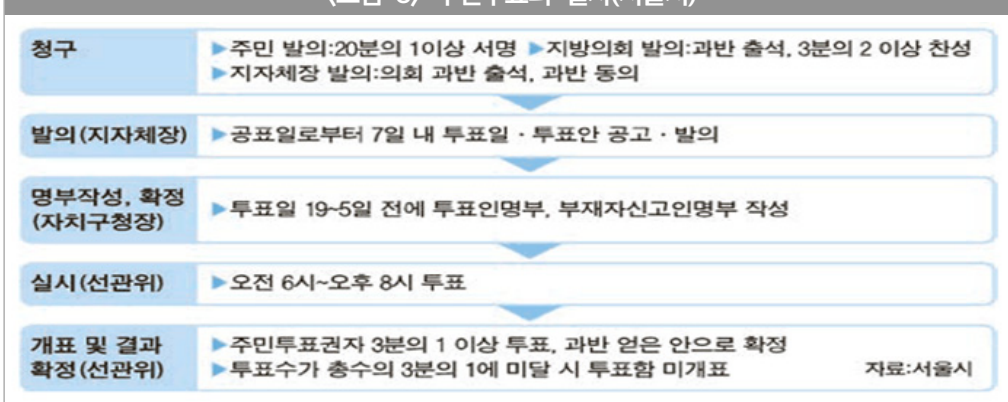 청구
▶주민 발의:20분의 1이상 서명 ▶지방의회 발의:과반 출석, 3분의 2 이상 찬성
▶지자체장 발의:의회 과반 출석, 과반 동의
발의(지자체장) ▶공표일로부터 7일 내 투표일·투표안 공고·발의
명부작성, 확정
(자치구청장)
▶투표일 19~5일 전에 투표인명부, 부재자신고인명부 작성
실시(선관위) ▶오전 6시~오후 8시 투표
개표 및 결과
확정(선관위)
▶주민투표권자 3분의 1 이상 투표, 과반 얻은 안으로 확정
▶투표수가 총수의 3분의 1에 미달 시 투표함 미개표
자료:서울시